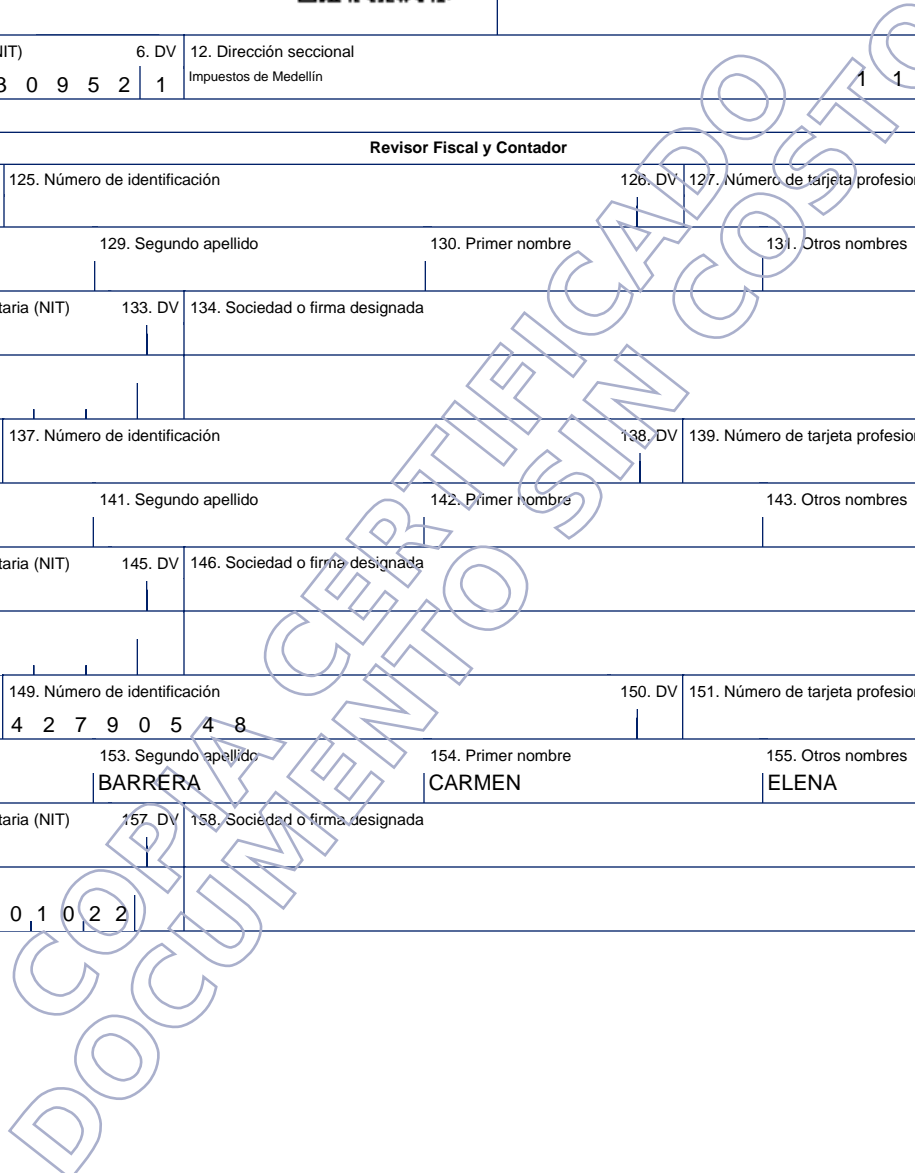 NIT) 6. DV 12. Dirección seccional
3 0 9 5 2 1 Impuestos de Medellín 1 1
Revisor Fiscal y Contador
125. Número de identificación 126. DV 127. Número de tarjeta profesion
129. Segundo apellido 130. Primer nombre 131. Otros nombres
taria (NIT) 133. DV 134. Sociedad o firma designada
137. Número de identificación 138. DV 139. Número de tarjeta profesion
141. Segundo apellido 142. Primer nombre 143. Otros nombres
taria (NIT) 145. DV 146. Sociedad o firma designada
149. Número de identificación 150. DV 151. Número de tarjeta profesion
4 2 7 9 0 5 4 8
153. Segundo apellido 154. Primer nombre 155. Otros nombres
BARRERA CARMEN ELENA
taria (NIT) 157. DV 158. Sociedad o firma designada
0 1 0 2 2
COPIA CERTIFICADO
DOCUMENTO SIN COSTO